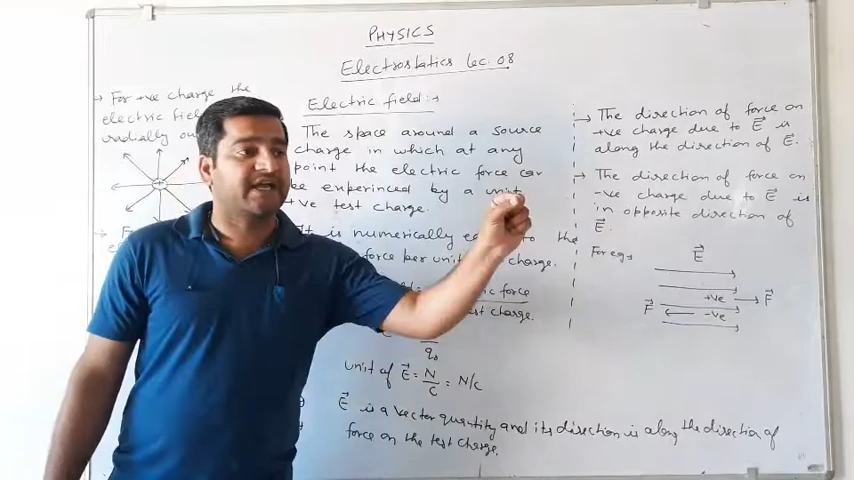 PHYSICS
Electrostatics Lec. 08
→ For +ve charge the
electric fiel
radially ou
Electric field :-
The space around a source
charge in which at any
point the electric force can
be experienced by a unit
+ve test charge.
It is numerically e to the
force per unit charge.
force
test charge.
q₀
unit of E⃗ = N/C = N/C
E⃗ is a vector quantity and its direction is along the direction of
force on the test charge.
→ The direction of force on
+ve charge due to E⃗ is
along the direction of E⃗.
→ The direction of force on
-ve charge due to E⃗ is
in opposite direction of
E⃗.
For eg→
E⃗
+ve F⃗
F⃗ -ve